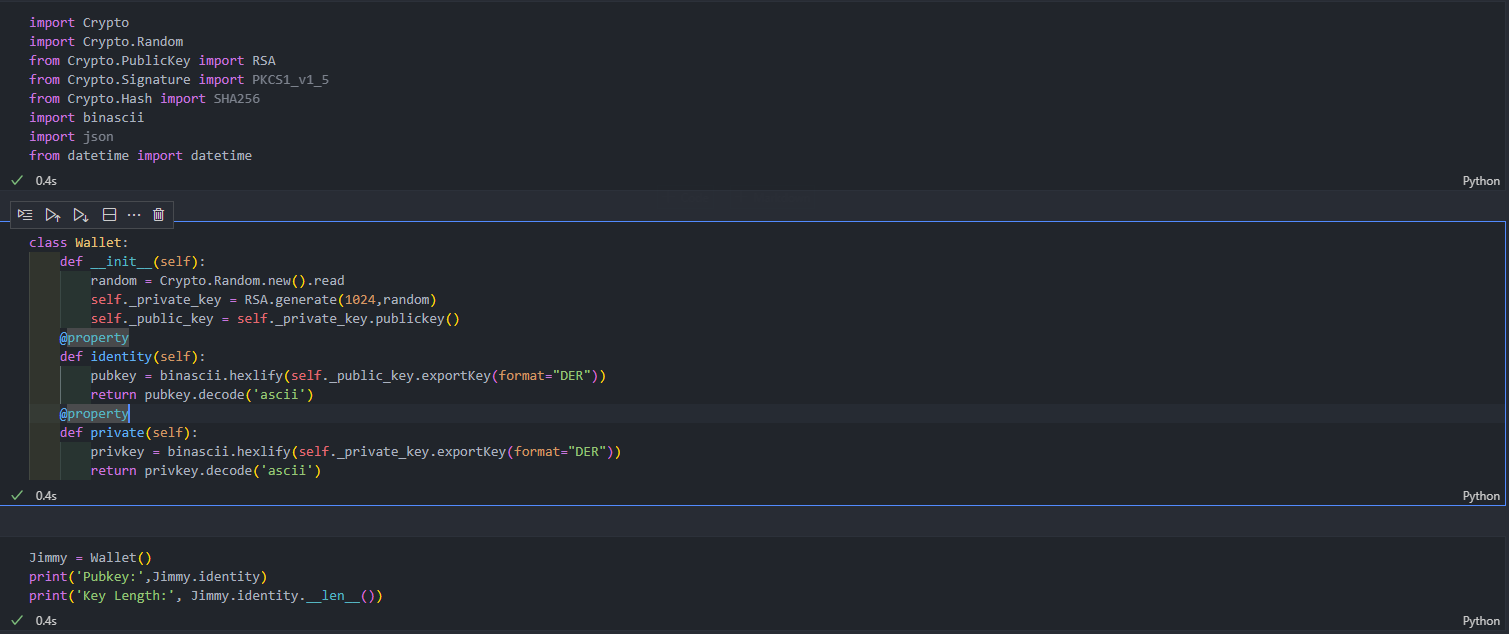 import Crypto
import Crypto.Random
from Crypto.PublicKey import RSA
from Crypto.Signature import PKCS1_v1_5
from Crypto.Hash import SHA256
import binascii
import json
from datetime import datetime
0.4s Python
class Wallet:
    def __init__(self):
        random = Crypto.Random.new().read
        self._private_key = RSA.generate(1024,random)
        self._public_key = self._private_key.publickey()
    @property
    def identity(self):
        pubkey = binascii.hexlify(self._public_key.exportKey(format="DER"))
        return pubkey.decode('ascii')
    @property
    def private(self):
        privkey = binascii.hexlify(self._private_key.exportKey(format="DER"))
        return privkey.decode('ascii')
0.4s Python
Jimmy = Wallet()
print('Pubkey:',Jimmy.identity)
print('Key Length:', Jimmy.identity.__len__())
0.4s Python